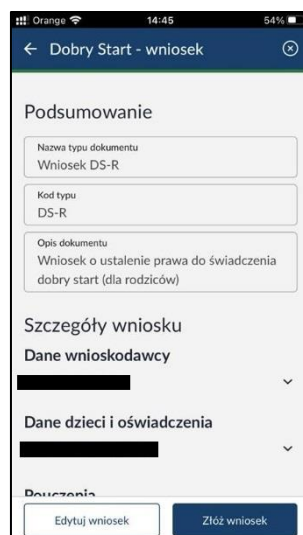 Orange 14:45 54%
Dobry Start - wniosek
Podsumowanie
Nazwa typu dokumentu
Wniosek DS-R
Kod typu
DS-R
Opis dokumentu
Wniosek o ustalenie prawa do świadczenia
dobry start (dla rodziców)
Szczegóły wniosku
Dane wnioskodawcy
Dane dzieci i oświadczenia
Pouczenia
Edytuj wniosek Złóż wniosek